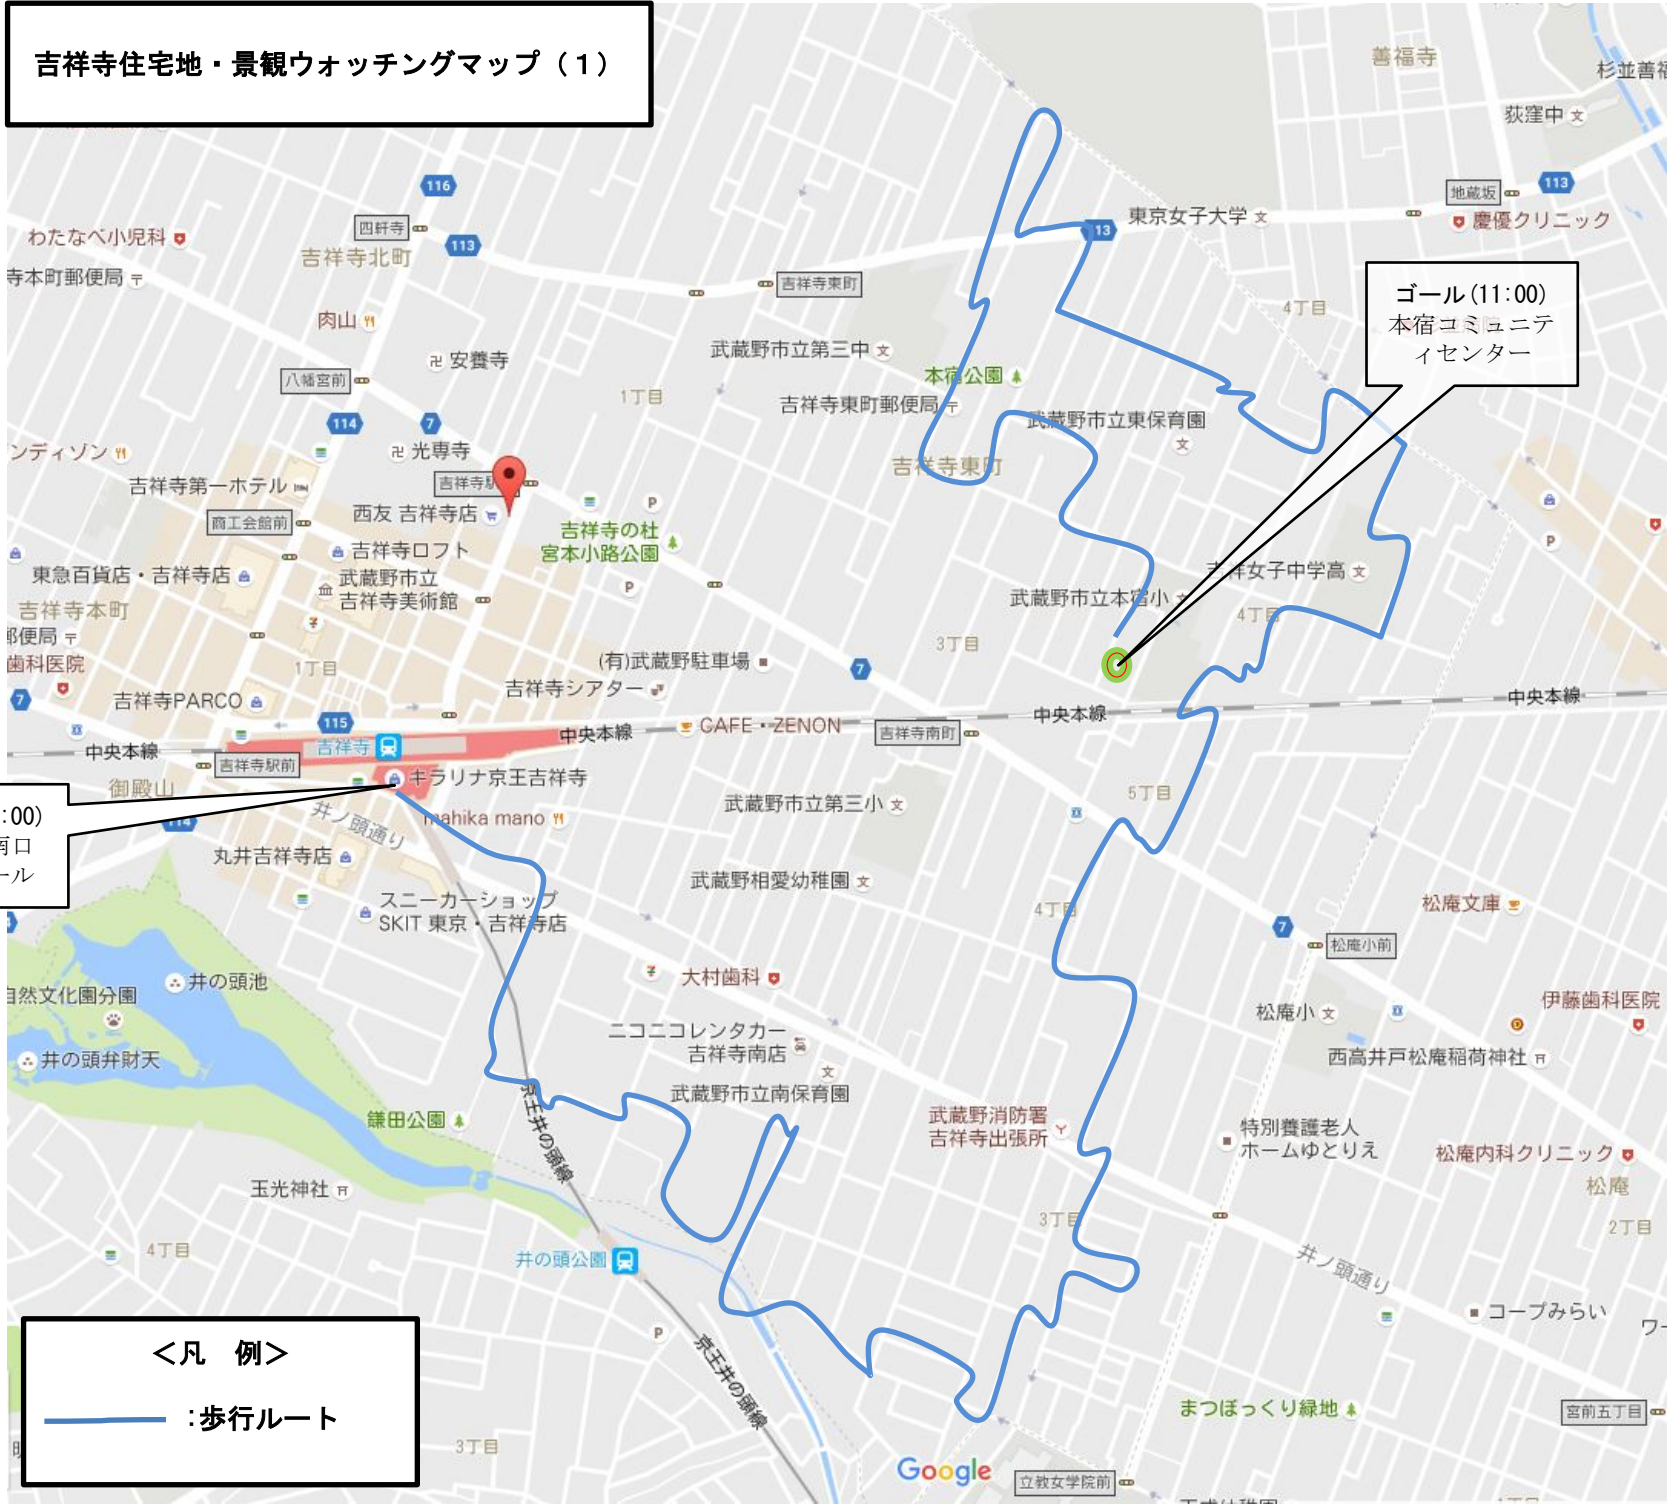 吉祥寺住宅地・景観ウォッチングマップ（1）
善福寺
杉並善福
荻窪中
116
地蔵坂
113
四軒寺
わたなべ小児科
113
吉祥寺北町
東京女子大学
13
慶優クリニック
寺本町郵便局
吉祥寺東町
ゴール(11:00)
本宿コミュニテ
ィセンター
4丁目
肉山
武蔵野市立第三中
安養寺
八幡宮前
本宿公園
1丁目
吉祥寺東町郵便局
武蔵野市立東保育園
114
7
光専寺
ンディゾン
吉祥寺東町
吉祥寺第一ホテル
吉祥寺駅
西友 吉祥寺店
P
商工会館前
吉祥寺の杜
宮本小路公園
吉祥寺ロフト
P
東急百貨店・吉祥寺店
武蔵野市立
吉祥寺美術館
P
吉祥女子中学高
武蔵野市立本宿小
吉祥寺本町
4丁目
郵便局
3丁目
歯科医院
1丁目
(有)武蔵野駐車場
7
吉祥寺シアター
7
吉祥寺PARCO
中央本線
中央本線
115
CAFE・ZENON
吉祥寺南町
中央本線
吉祥寺
中央本線
吉祥寺駅前
キラリナ京王吉祥寺
御殿山
:00)
南口
ール
114
井ノ頭通り
mahika mano
武蔵野市立第三小
5丁目
丸井吉祥寺店
武蔵野相愛幼稚園
スニーカーショップ
SKIT 東京・吉祥寺店
4丁目
松庵文庫
7
松庵小前
大村歯科
井の頭池
自然文化園分園
伊藤歯科医院
松庵小
ニコニコレンタカー
吉祥寺南店
井の頭弁財天
西高井戸松庵稲荷神社
武蔵野市立南保育園
京王井の頭線
鎌田公園
武蔵野消防署
吉祥寺出張所
特別養護老人
ホームゆとりえ
松庵内科クリニック
玉光神社
松庵
3丁目
2丁目
4丁目
井の頭公園
井ノ頭通り
コープみらい
ワー
P
京王井の頭線
＜凡　例＞
:歩行ルート
まつぼっくり緑地
宮前五丁目
3丁目
Google
立教女学院前